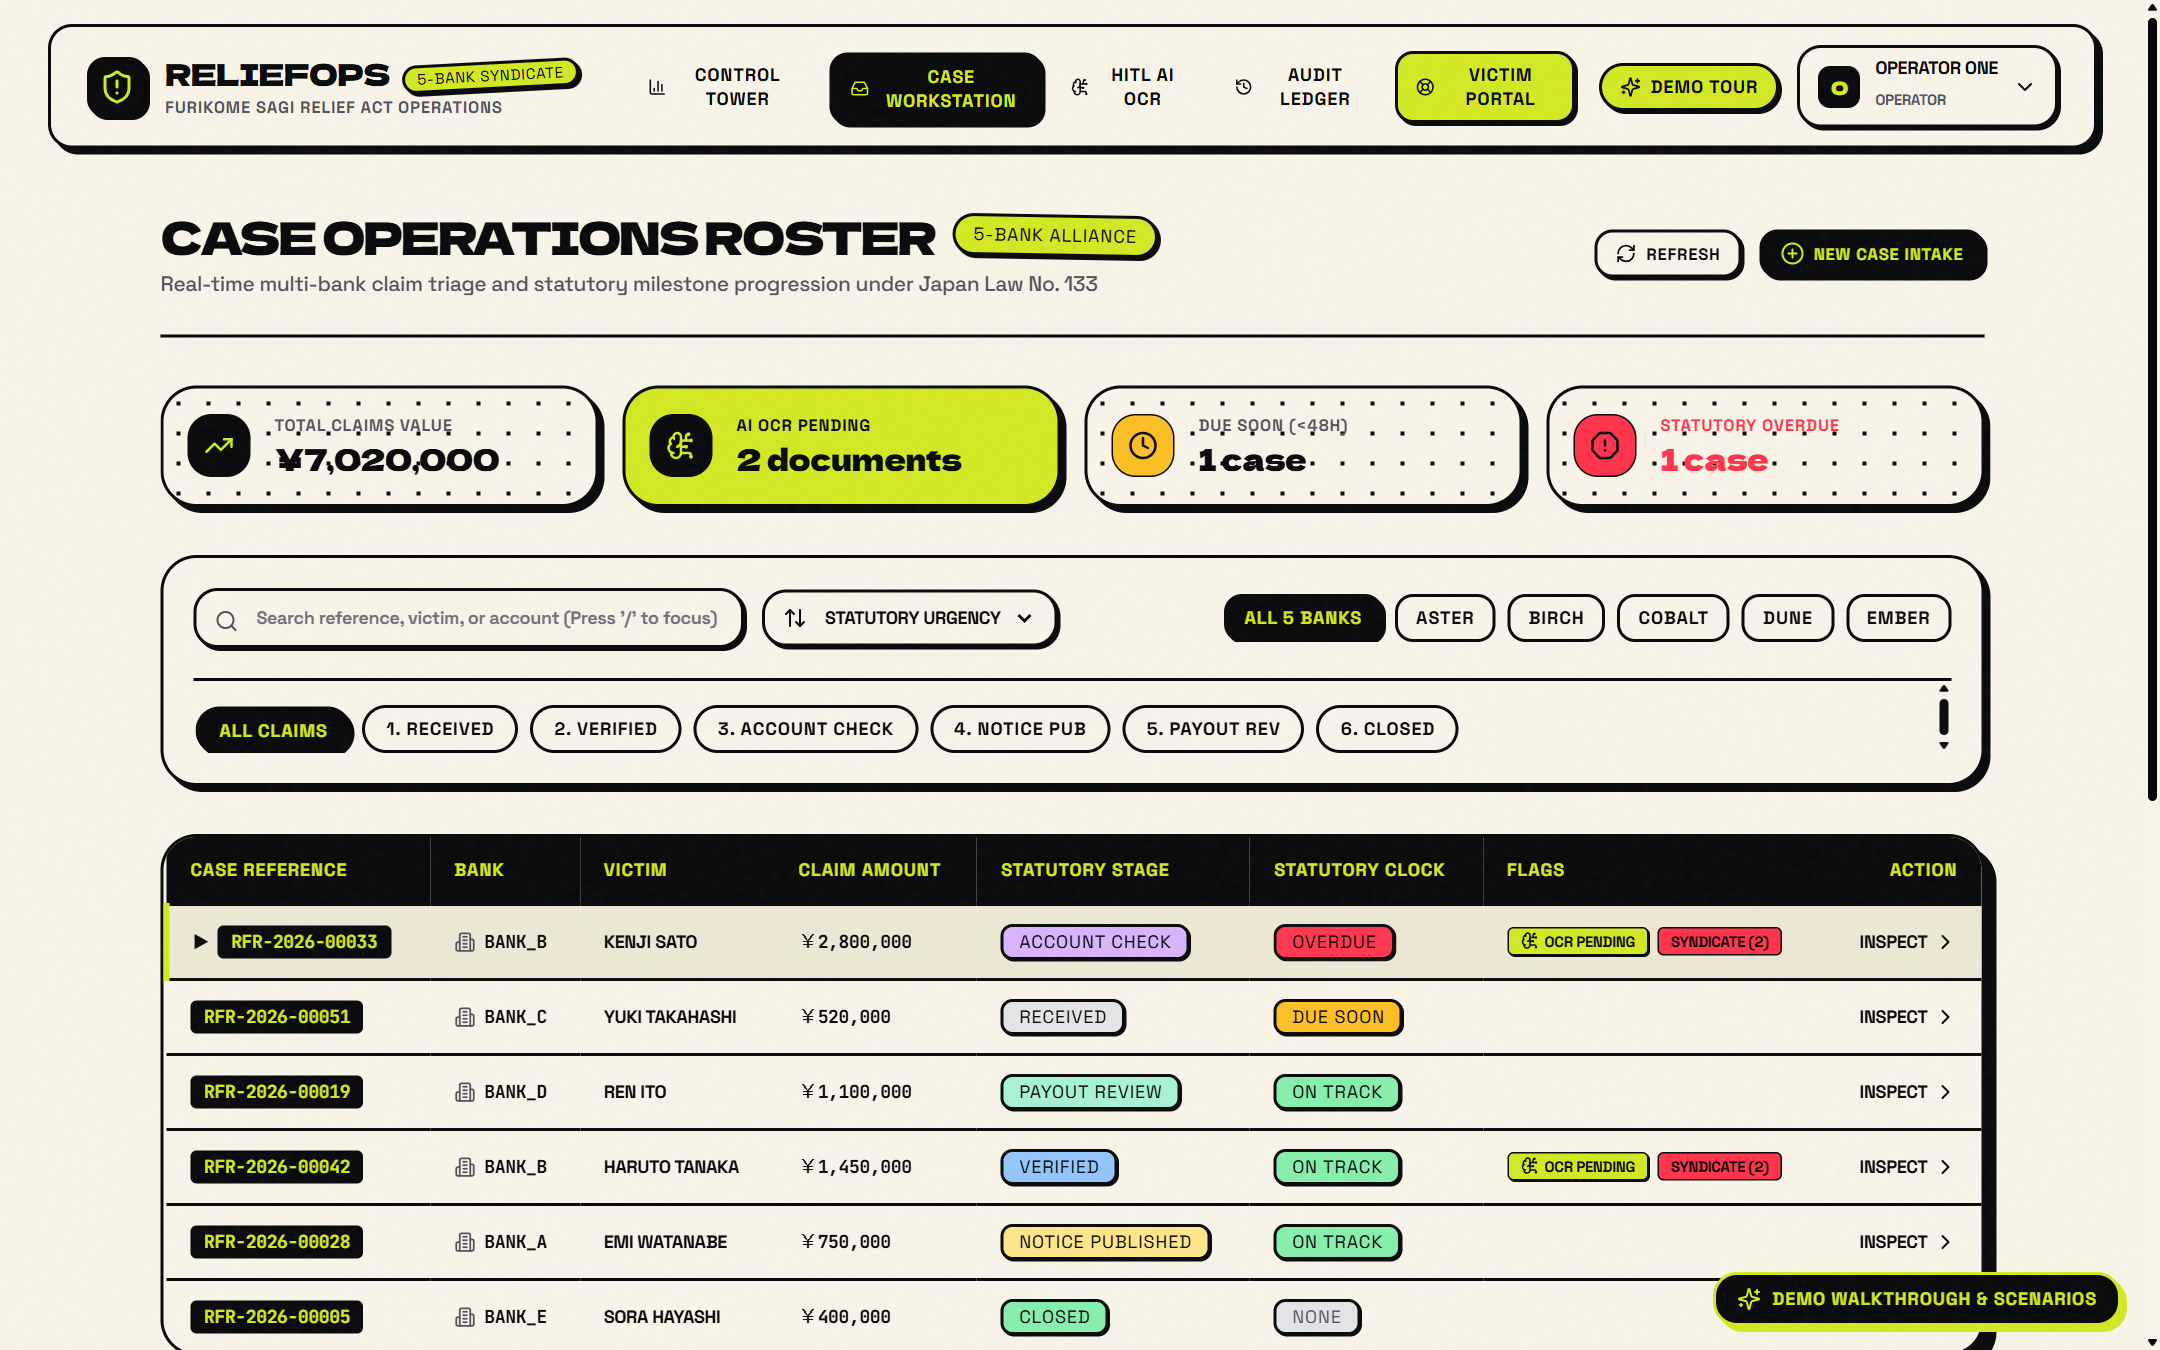 RELIEFOPS 5-BANK SYNDICATE
FURIKOME SAGI RELIEF ACT OPERATIONS
CONTROL TOWER
CASE WORKSTATION
HITL AI OCR
AUDIT LEDGER
VICTIM PORTAL
DEMO TOUR
O
OPERATOR ONE
OPERATOR
CASE OPERATIONS ROSTER 5-BANK ALLIANCE
Real-time multi-bank claim triage and statutory milestone progression under Japan Law No. 133
REFRESH
NEW CASE INTAKE
TOTAL CLAIMS VALUE
¥7,020,000
AI OCR PENDING
2 documents
DUE SOON (<48H)
1 case
STATUTORY OVERDUE
1 case
Search reference, victim, or account (Press '/' to focus)
STATUTORY URGENCY
ALL 5 BANKS ASTER BIRCH COBALT DUNE EMBER
ALL CLAIMS 1. RECEIVED 2. VERIFIED 3. ACCOUNT CHECK 4. NOTICE PUB 5. PAYOUT REV 6. CLOSED
CASE REFERENCE BANK VICTIM CLAIM AMOUNT STATUTORY STAGE STATUTORY CLOCK FLAGS ACTION
▶ RFR-2026-00033 BANK_B KENJI SATO ¥2,800,000 ACCOUNT CHECK OVERDUE OCR PENDING SYNDICATE (2) INSPECT
RFR-2026-00051 BANK_C YUKI TAKAHASHI ¥520,000 RECEIVED DUE SOON INSPECT
RFR-2026-00019 BANK_D REN ITO ¥1,100,000 PAYOUT REVIEW ON TRACK INSPECT
RFR-2026-00042 BANK_B HARUTO TANAKA ¥1,450,000 VERIFIED ON TRACK OCR PENDING SYNDICATE (2) INSPECT
RFR-2026-00028 BANK_A EMI WATANABE ¥750,000 NOTICE PUBLISHED ON TRACK INSPECT
RFR-2026-00005 BANK_E SORA HAYASHI ¥400,000 CLOSED NONE
DEMO WALKTHROUGH & SCENARIOS